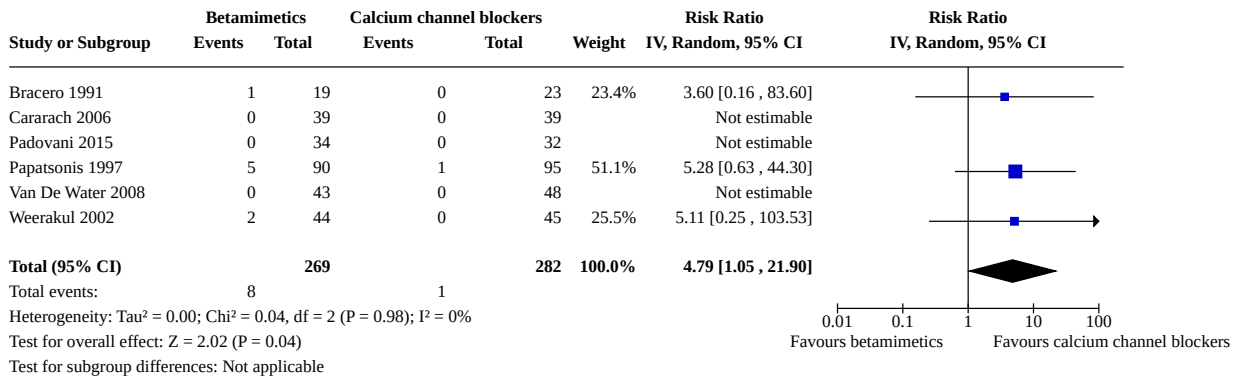 Betamimetics Calcium channel blockers Risk Ratio Risk Ratio
Study or Subgroup Events Total Events Total Weight IV, Random, 95% CI IV, Random, 95% CI
Bracero 1991 1 19 0 23 23.4% 3.60 [0.16 , 83.60]
Cararach 2006 0 39 0 39 Not estimable
Padovani 2015 0 34 0 32 Not estimable
Papatsonis 1997 5 90 1 95 51.1% 5.28 [0.63 , 44.30]
Van De Water 2008 0 43 0 48 Not estimable
Weerakul 2002 2 44 0 45 25.5% 5.11 [0.25 , 103.53]
Total (95% CI) 269 282 100.0% 4.79 [1.05 , 21.90]
Total events: 8 1
Heterogeneity: Tau² = 0.00; Chi² = 0.04, df = 2 (P = 0.98); I² = 0%
0.01 0.1 1 10 100
Test for overall effect: Z = 2.02 (P = 0.04)
Favours betamimetics Favours calcium channel blockers
Test for subgroup differences: Not applicable